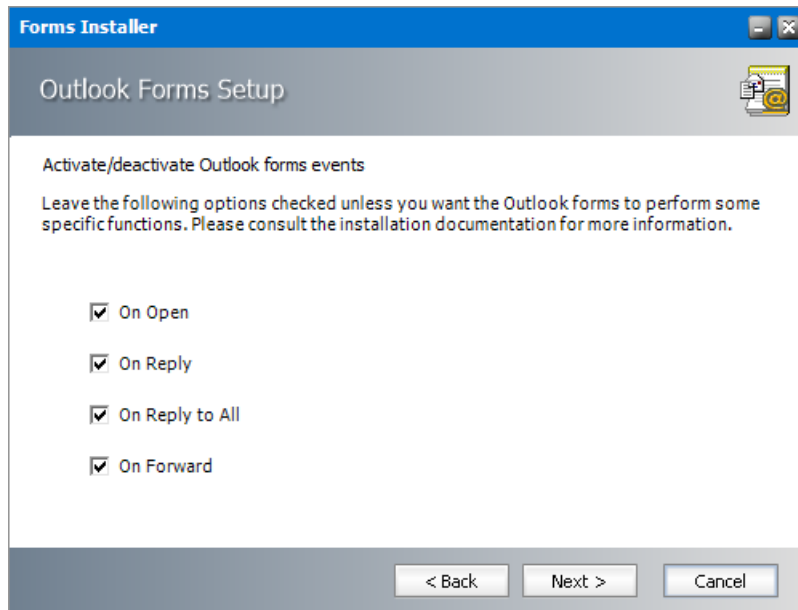 Forms Installer
Outlook Forms Setup
Activate/deactivate Outlook forms events
Leave the following options checked unless you want the Outlook forms to perform some
specific functions. Please consult the installation documentation for more information.
On Open
On Reply
On Reply to All
On Forward
< Back Next > Cancel